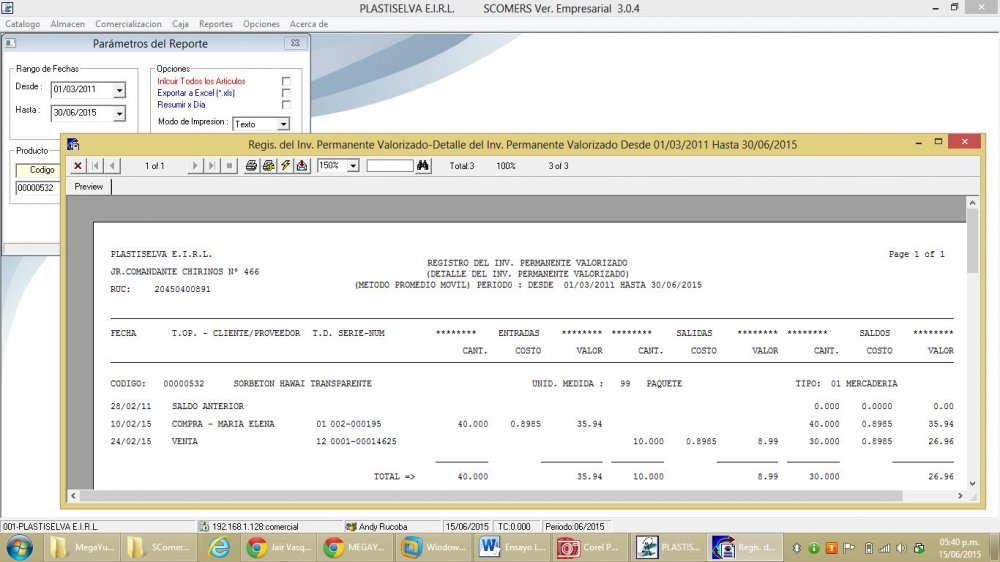 PLASTISELVA E.I.R.L. SCOMERS Ver. Empresarial 3.0.4
Catalogo Almacen Comercializacion Caja Reportes Opciones Acerca de
Parámetros del Reporte
Rango de Fechas
Desde : 01/03/2011
Hasta : 30/06/2015
Opciones
Inlcuir Todos los Articulos
Exportar a Excel (*.xls)
Resumir x Dia
Modo de Impresion : Texto
Producto
Codigo
00000532
Regis. del Inv. Permanente Valorizado-Detalle del Inv. Permanente Valorizado Desde 01/03/2011 Hasta 30/06/2015
1 of 1 150% Total:3 100% 3 of 3
Preview
PLASTISELVA E.I.R.L. Page 1 of 1
REGISTRO DEL INV. PERMANENTE VALORIZADO
JR.COMANDANTE CHIRINOS Nº 466
(DETALLE DEL INV. PERMANENTE VALORIZADO)
RUC: 20450400891
(METODO PROMEDIO MOVIL) PERIODO : DESDE 01/03/2011 HASTA 30/06/2015
FECHA T.OP. - CLIENTE/PROVEEDOR T.D. SERIE-NUM ******** ENTRADAS ******** ******** SALIDAS ******** ******** SALDOS ********
CANT. COSTO VALOR CANT. COSTO VALOR CANT. COSTO VALOR
CODIGO: 00000532 SORBETON HAWAI TRANSPARENTE UNID. MEDIDA : 99 PAQUETE TIPO: 01 MERCADERIA
28/02/11 SALDO ANTERIOR 0.000 0.0000 0.00
10/02/15 COMPRA - MARIA ELENA 01 002-000195 40.000 0.8985 35.94 40.000 0.8985 35.94
24/02/15 VENTA 12 0001-00014625 10.000 0.8985 8.99 30.000 0.8985 26.96
TOTAL => 40.000 35.94 10.000 8.99 30.000 26.96
001-PLASTISELVA E.I.R.L. 192.168.1.128:comercial Andy Rucoba 15/06/2015 TC:0.000 Periodo:06/2015
MegaYu... SComer... Jair Vasq... MEGAY... Window... Ensayo L... Corel P... PLASTIS... Regis. d... 05:40 p.m.
15/06/2015